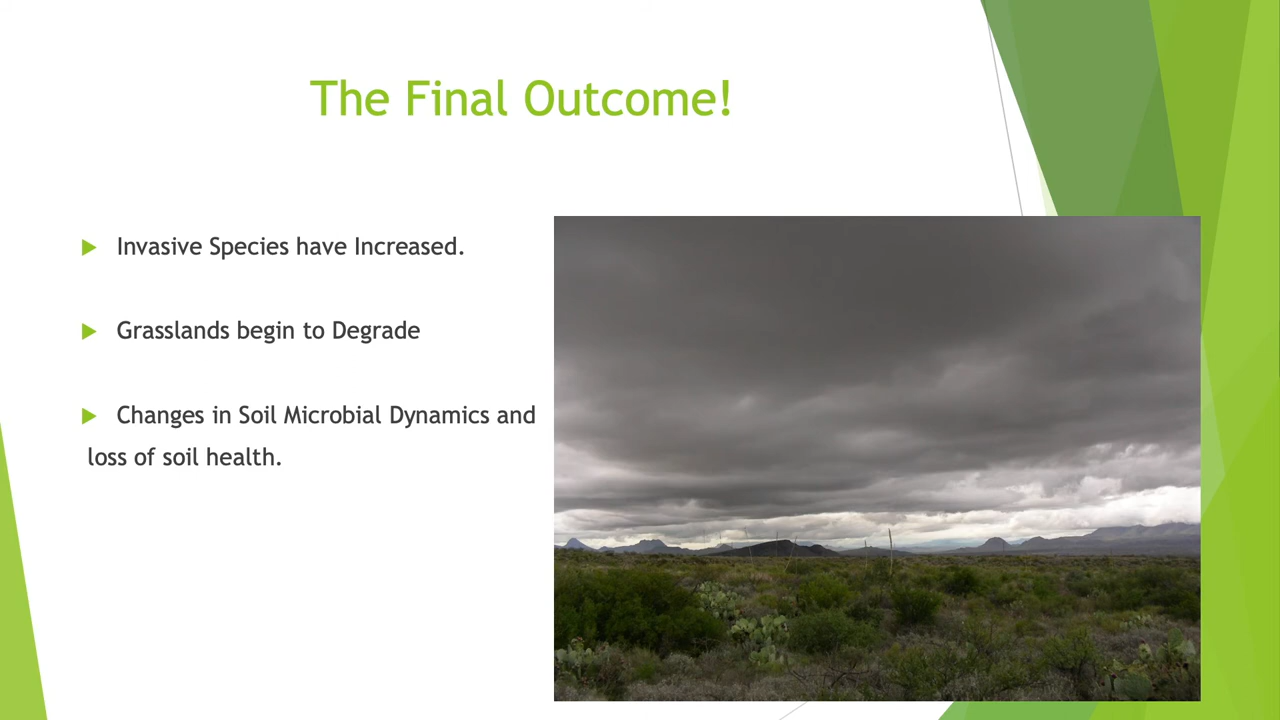 The Final Outcome!
Invasive Species have Increased.
Grasslands begin to Degrade
Changes in Soil Microbial Dynamics and
loss of soil health.